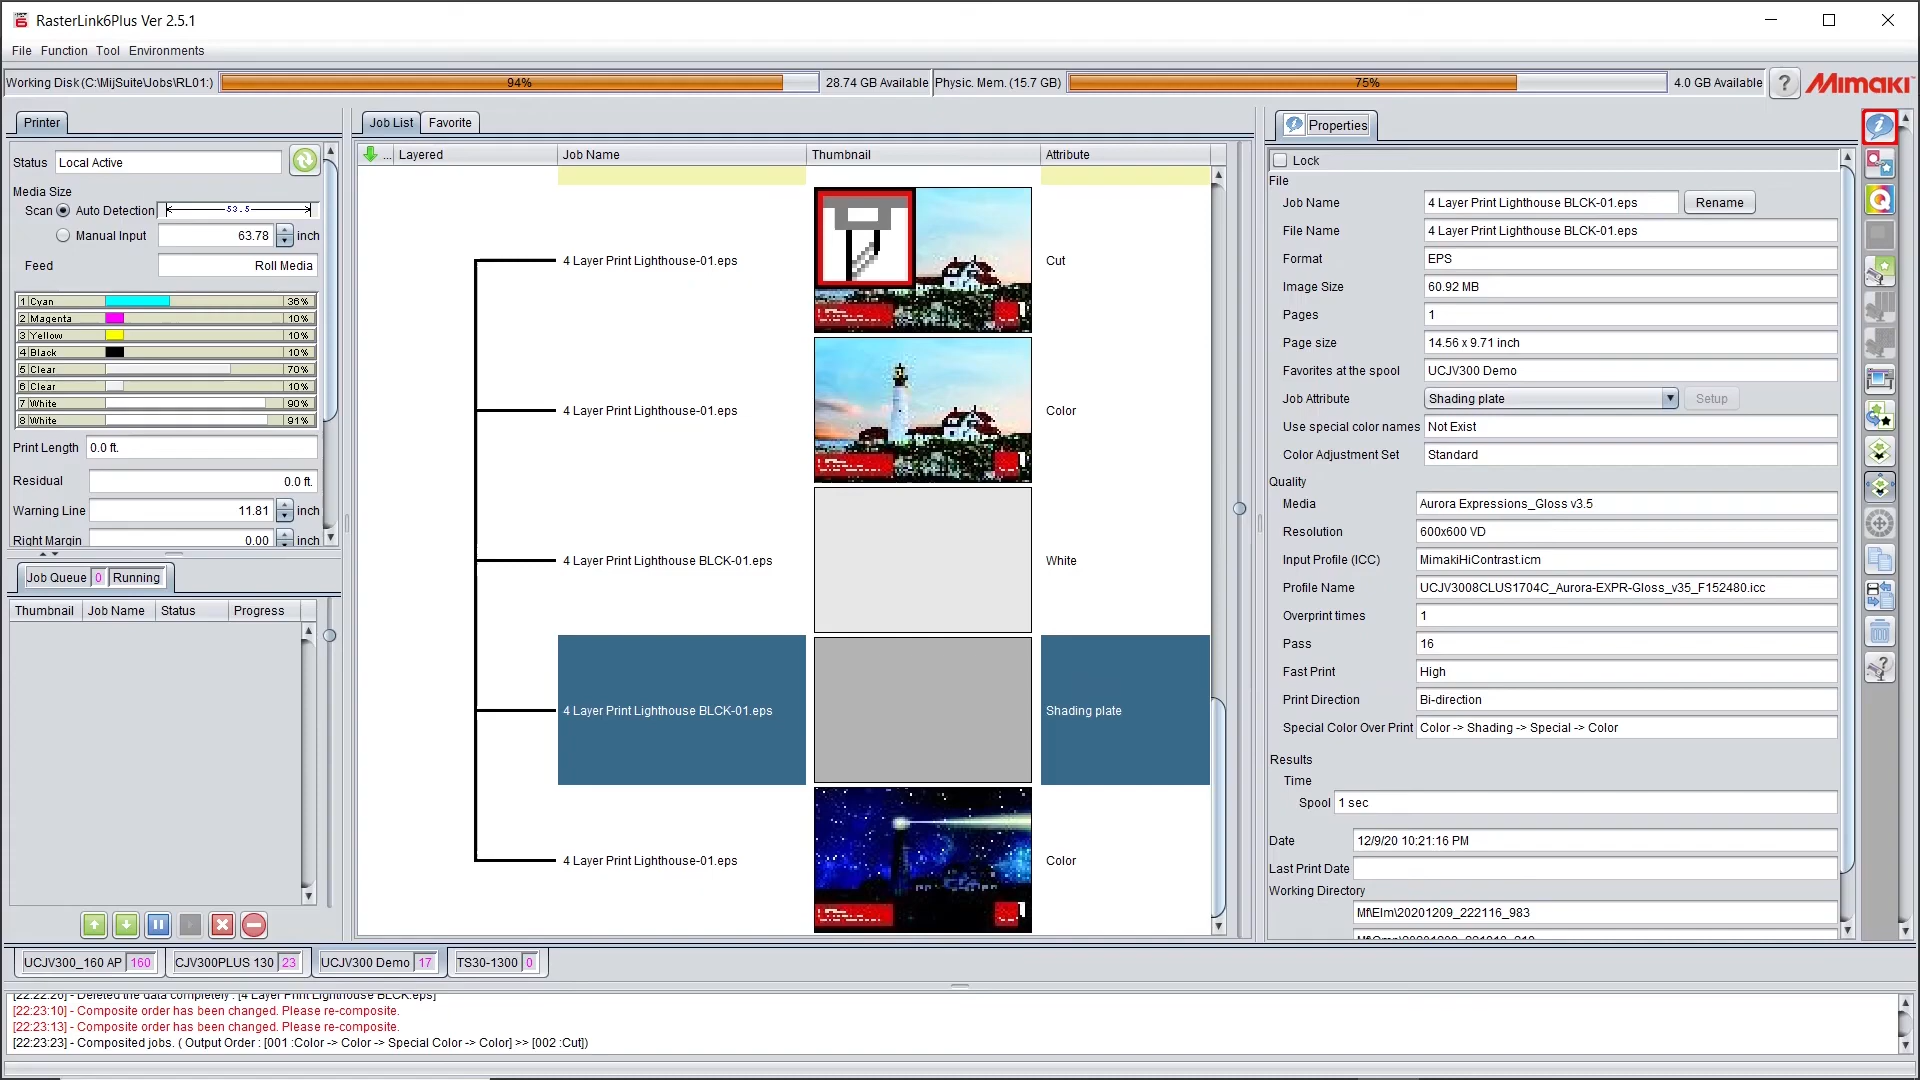 RasterLink6Plus Ver 2.5.1
File Function Tool Environments
Working Disk (C:\MijSuite\Jobs\RL01:) 94% 28.74 GB Available Physic. Mem. (15.7 GB) 75% 4.0 GB Available ? Mimaki
Printer
Status Local Active
Media Size
Scan Auto Detection 53.5
Manual Input 63.78 inch
Feed Roll Media
1 Cyan 36%
2 Magenta 10%
3 Yellow 10%
4 Black 10%
5 Clear 70%
6 Clear 10%
7 White 90%
8 White 91%
Print Length 0.0 ft.
Residual 0.0 ft.
Warning Line 11.81 inch
Right Margin 0.00 inch
Job Queue 0 Running
Thumbnail Job Name Status Progress
Job List Favorite
... Layered Job Name Thumbnail Attribute
4 Layer Print Lighthouse-01.eps Cut
4 Layer Print Lighthouse-01.eps Color
4 Layer Print Lighthouse BLCK-01.eps White
4 Layer Print Lighthouse BLCK-01.eps Shading plate
4 Layer Print Lighthouse-01.eps Color
Properties
Lock
File
Job Name 4 Layer Print Lighthouse BLCK-01.eps Rename
File Name 4 Layer Print Lighthouse BLCK-01.eps
Format EPS
Image Size 60.92 MB
Pages 1
Page size 14.56 x 9.71 inch
Favorites at the spool UCJV300 Demo
Job Attribute Shading plate Setup
Use special color names Not Exist
Color Adjustment Set Standard
Quality
Media Aurora Expressions_Gloss v3.5
Resolution 600x600 VD
Input Profile (ICC) MimakiHiContrast.icm
Profile Name UCJV3008CLUS1704C_Aurora-EXPR-Gloss_v35_F152480.icc
Overprint times 1
Pass 16
Fast Print High
Print Direction Bi-direction
Special Color Over Print Color -> Shading -> Special -> Color
Results
Time
Spool 1 sec
Date 12/9/20 10:21:16 PM
Last Print Date
Working Directory
Mf\Elm\20201209_222116_983
UCJV300_160 AP 160 CJV300PLUS 130 23 UCJV300 Demo 17 TS30-1300 0
[22:22:26] - Deleted the data completely : [4 Layer Print Lighthouse BLCK.eps]
[22:23:10] - Composite order has been changed. Please re-composite.
[22:23:13] - Composite order has been changed. Please re-composite.
[22:23:23] - Composited jobs. ( Output Order : [001 :Color -> Color -> Special Color -> Color] >> [002 :Cut])